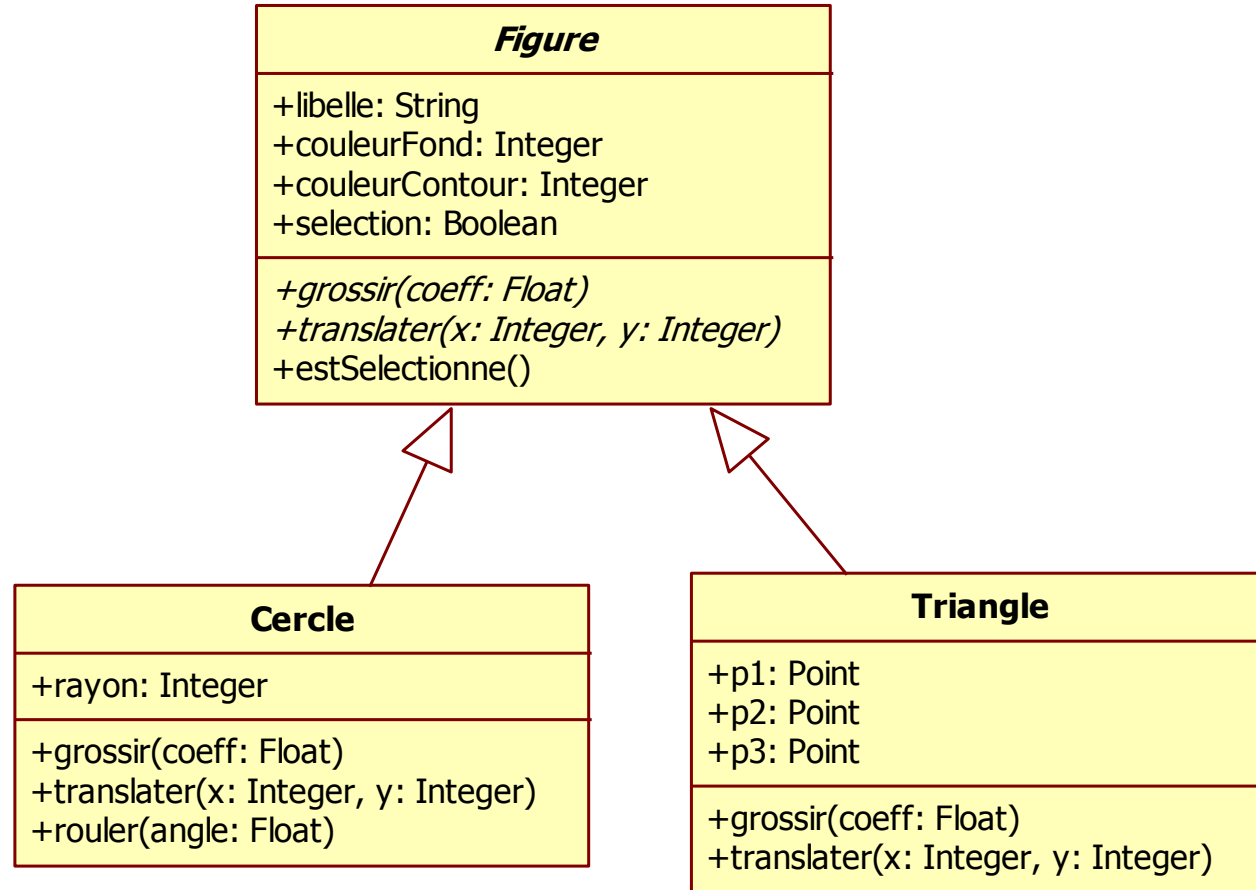 Figure
+libelle: String
+couleurFond: Integer
+couleurContour: Integer
+selection: Boolean
+grossir(coeff: Float)
+translater(x: Integer, y: Integer)
+estSelectionne()
Cercle
+rayon: Integer
+grossir(coeff: Float)
+translater(x: Integer, y: Integer)
+rouler(angle: Float)
Triangle
+p1: Point
+p2: Point
+p3: Point
+grossir(coeff: Float)
+translater(x: Integer, y: Integer)